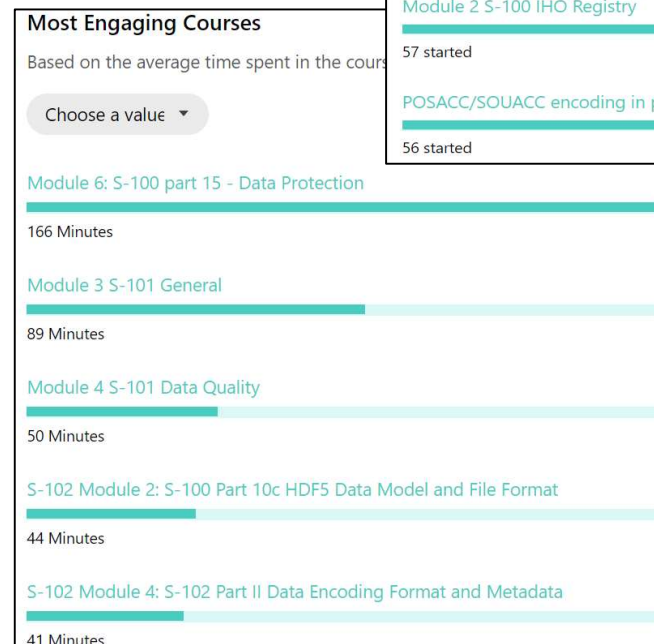 Most Engaging Courses
Based on the average time spent in the
Choose a value
Module 6: S-100 part 15 - Data Protection
166 Minutes
Module 3 S-101 General
89 Minutes
Module 4 S-101 Data Quality
50 Minutes
S-102 Module 2: S-100 Part 10c HDF5 Data Model and File Format
44 Minutes
S-102 Module 4: S-102 Part II Data Encoding Format and Metadata
41 Minutes
Module 2 S-100 IHO Registry
57 started
POSACC/SOUACC encoding in
56 started